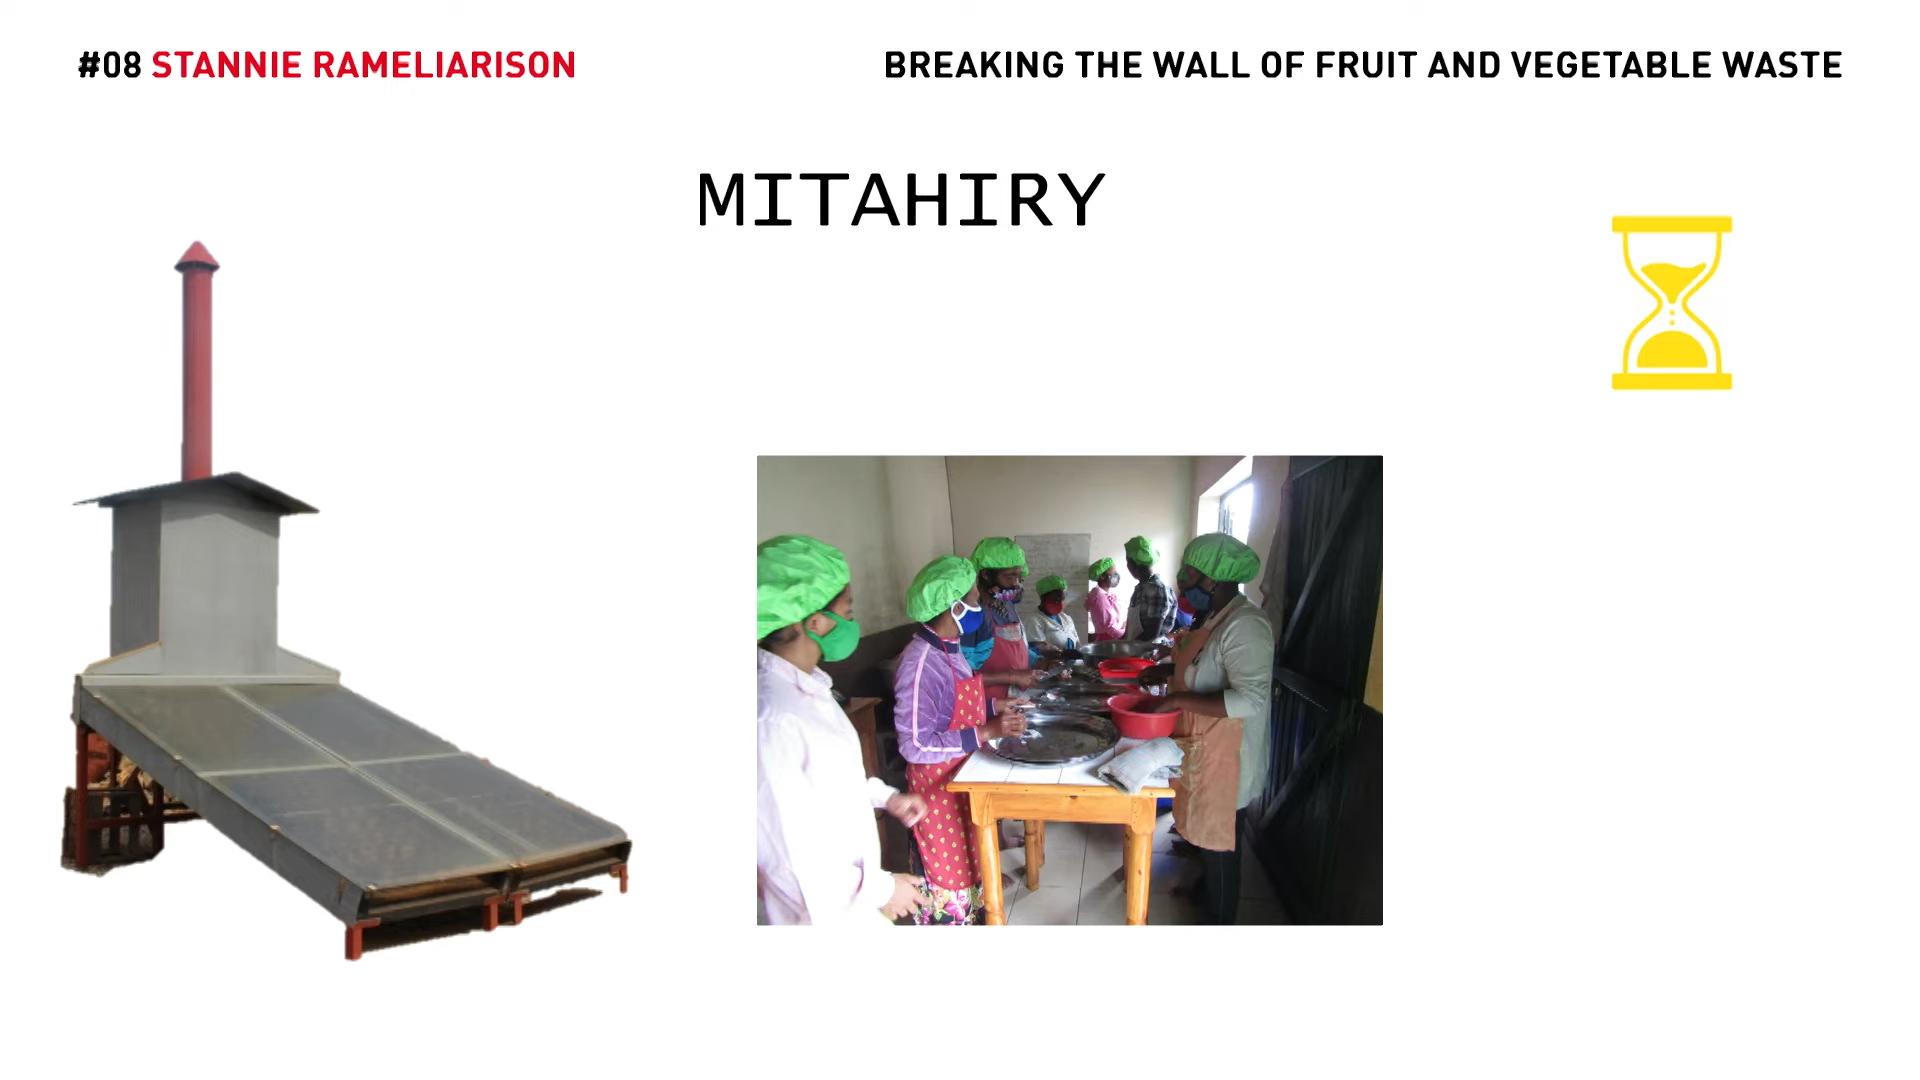 #08 STANNIE RAMELIARISON
BREAKING THE WALL OF FRUIT AND VEGETABLE WASTE
MITAHIRY